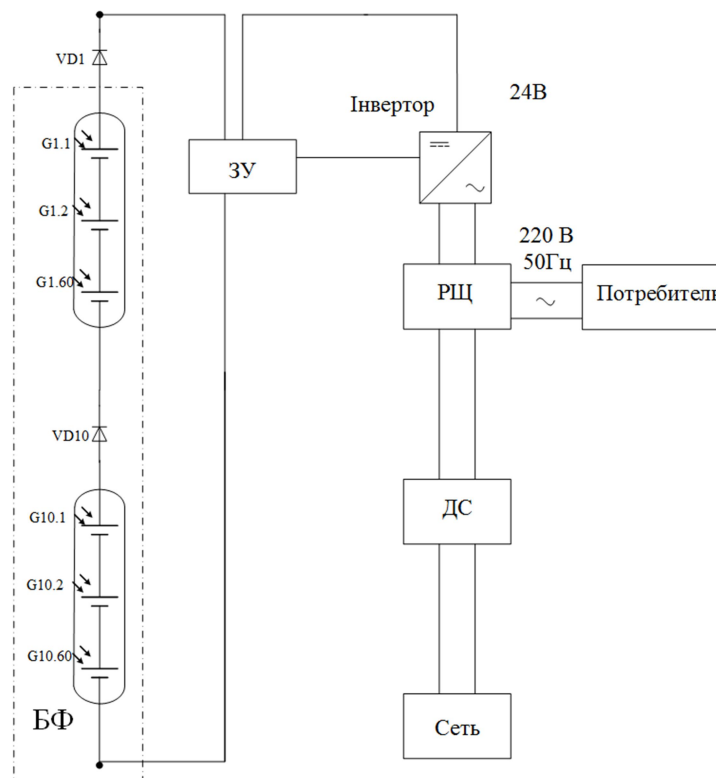 VD1
Інвертор
24В
G1.1
ЗУ
G1.2
220 В
50Гц
G1.60
РЩ
Потребитель
VD10
ДС
G10.1
G10.2
G10.60
БФ
Сеть